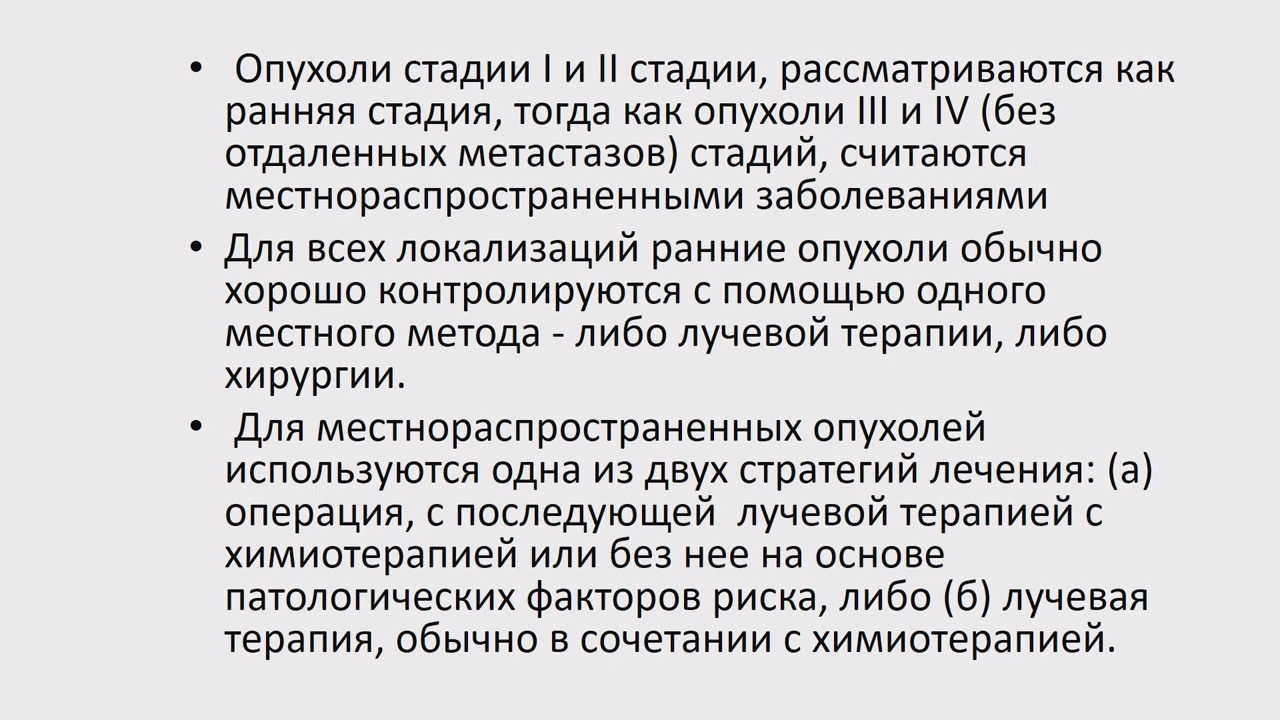 • Опухоли стадии I и II стадии, рассматриваются как
ранняя стадия, тогда как опухоли III и IV (без
отдаленных метастазов) стадий, считаются
местнораспространенными заболеваниями
• Для всех локализаций ранние опухоли обычно
хорошо контролируются с помощью одного
местного метода - либо лучевой терапии, либо
хирургии.
• Для местнораспространенных опухолей
используются одна из двух стратегий лечения: (а)
операция, с последующей  лучевой терапией с
химиотерапией или без нее на основе
патологических факторов риска, либо (б) лучевая
терапия, обычно в сочетании с химиотерапией.